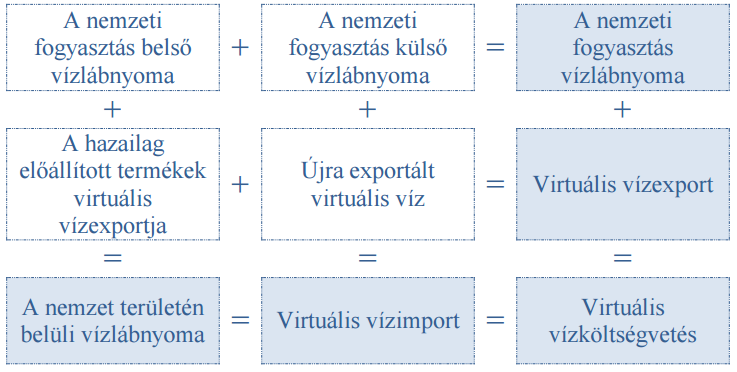 A nemzeti
fogyasztás belső
vízlábnyoma
+
A nemzeti
fogyasztás külső
vízlábnyoma
=
A nemzeti
fogyasztás
vízlábnyoma
+
+
+
A hazailag
előállított termékek
virtuális
vízexportja
+
Újra exportált
virtuális víz
=
Virtuális vízexport
=
=
=
A nemzet területén
belüli vízlábnyoma
=
Virtuális vízimport
=
Virtuális
vízköltségvetés